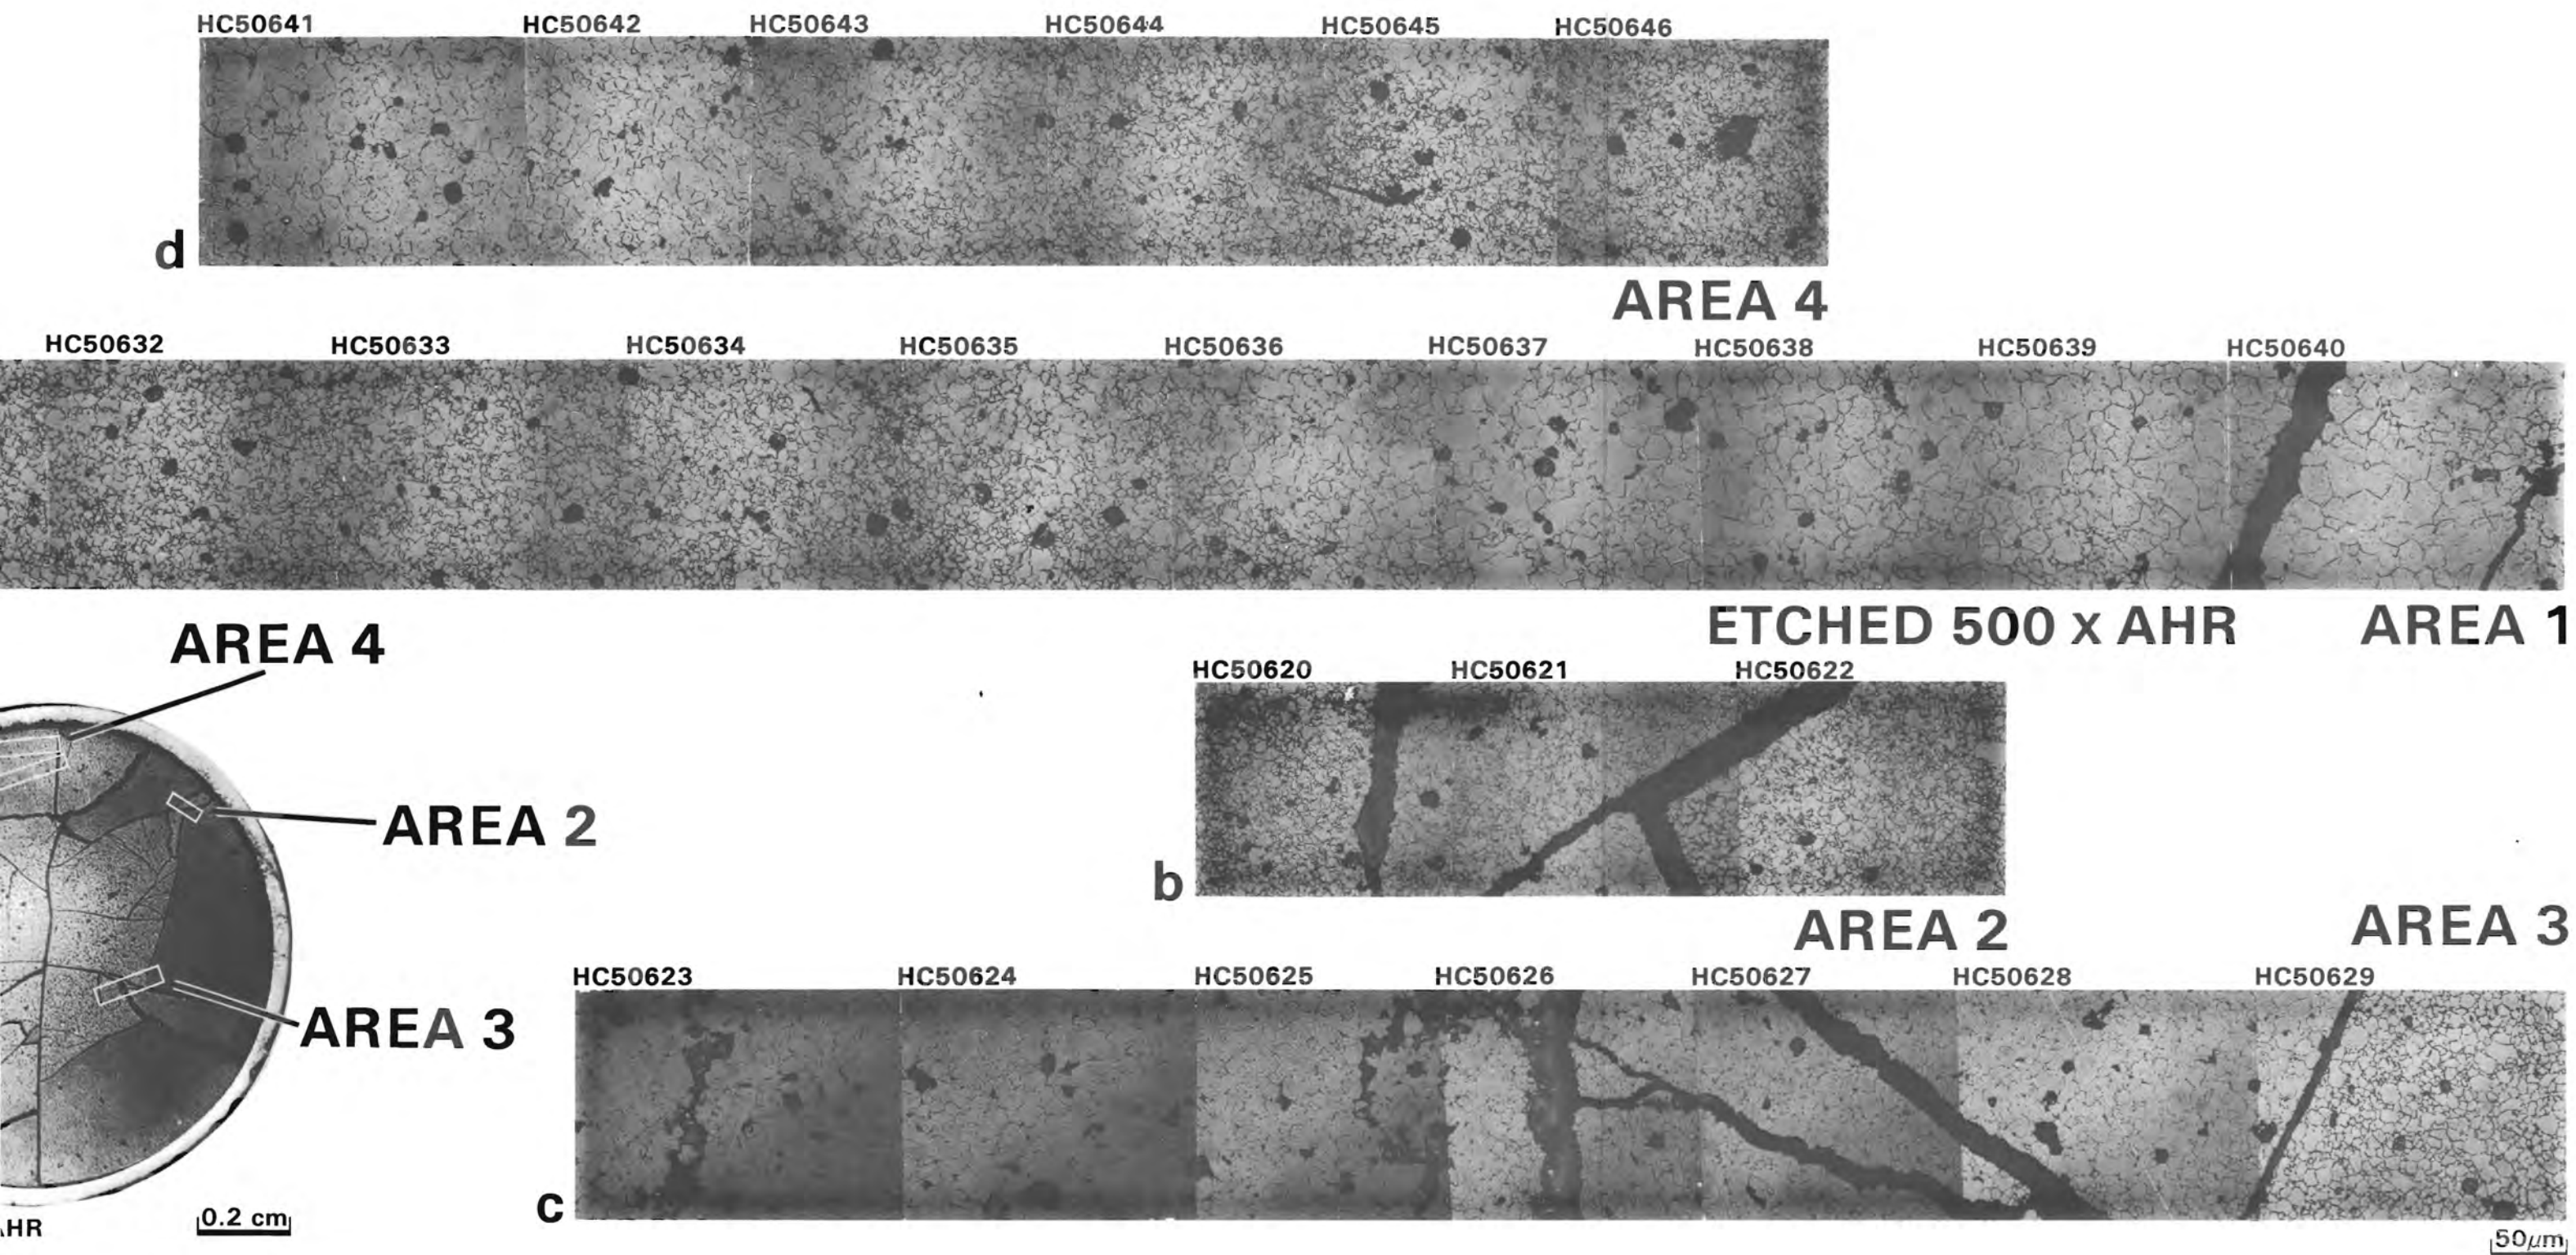 HC50641 HC50642 HC50643 HC50644 HC50645 HC50646
d
AREA 4
HC50632 HC50633 HC50634 HC50635 HC50636 HC50637 HC50638 HC50639 HC50640
ETCHED 500 X AHR AREA 1
AREA 4
HC50620 HC50621 HC50622
AREA 2
b
AREA 2
AREA 3
HC50623 HC50624 HC50625 HC50626 HC50627 HC50628 HC50629
AREA 3
c
0.2 cm
AHR
50μm